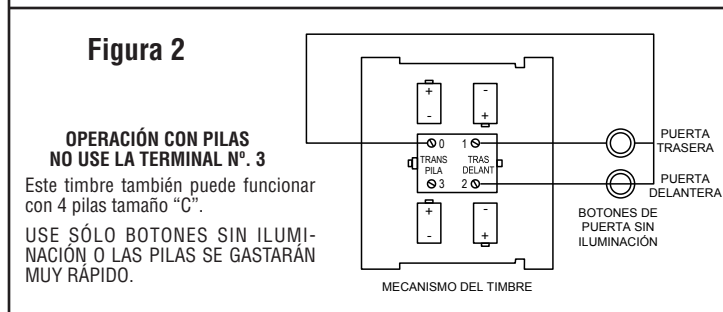 Figura 2
OPERACIÓN CON PILAS
NO USE LA TERMINAL Nº. 3
Este timbre también puede funcionar
con 4 pilas tamaño “C”.
USE SÓLO BOTONES SIN ILUMI-
NACIÓN O LAS PILAS SE GASTARÁN
MUY RÁPIDO.
+ -
- +
0 1
TRANS TRAS
PILA DELANT
3 2
+ -
- +
MECANISMO DEL TIMBRE
PUERTA
TRASERA
PUERTA
DELANTERA
BOTONES DE
PUERTA SIN
ILUMINACIÓN